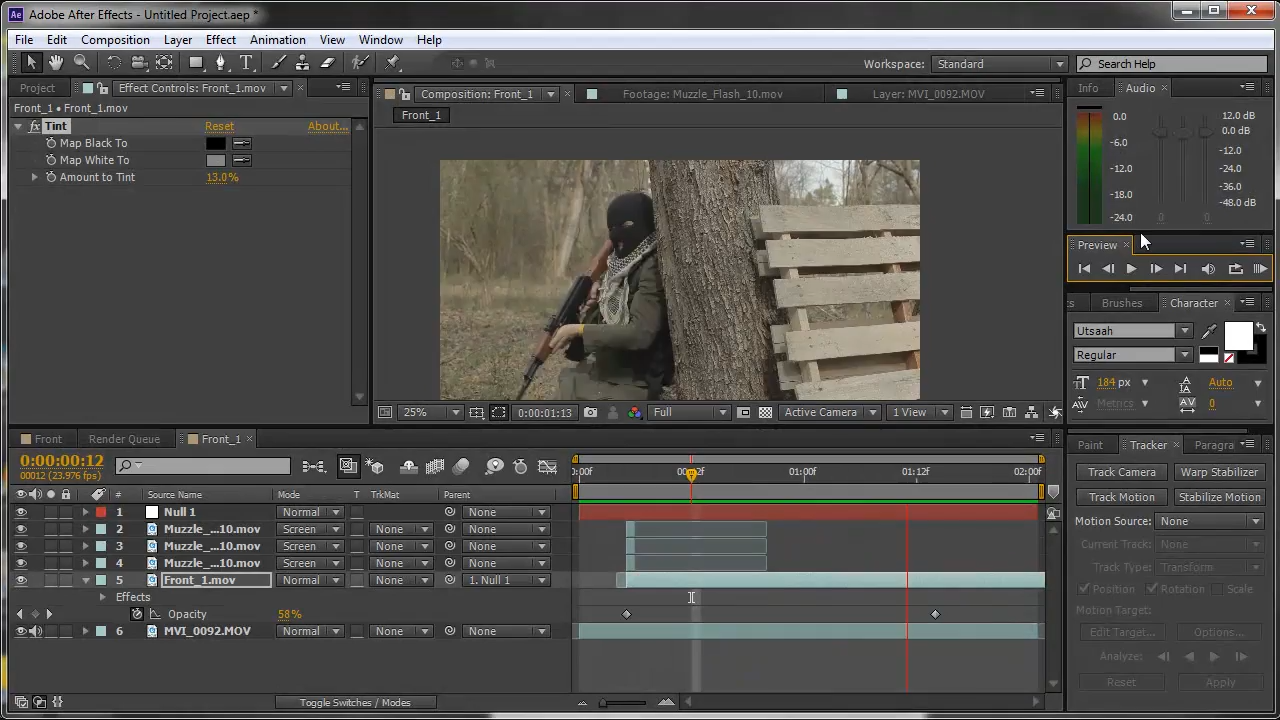 Adobe After Effects - Untitled Project.aep *
File Edit Composition Layer Effect Animation View Window Help
Workspace: Standard Search Help
Project Effect Controls: Front_1.mov
Front_1 • Front_1.mov
fx Tint Reset About...
Map Black To
Map White To
Amount to Tint 13.0%
Composition: Front_1 Footage: Muzzle_Flash_10.mov Layer: MVI_0092.MOV
Front_1
25% 0:00:01:13 Full Active Camera 1 View
Info Audio
0.0 12.0 dB
-6.0 0.0 dB
-12.0 -12.0
-18.0 -24.0
-24.0 -36.0
-48.0 dB
0 0
Preview
Brushes Character
Utsaah
Regular
184 px Auto
Metrics 0
Front Render Queue Front_1
0:00:00:12
00012 (23.976 fps)
:00f 00:12f 01:00f 01:12f 02:00f
# Source Name Mode T TrkMat Parent
1 Null 1 Normal None
2 Muzzle_...10.mov Screen None None
3 Muzzle_...10.mov Screen None None
4 Muzzle_...10.mov Screen None None
5 Front_1.mov Normal None 1. Null 1
Effects
Opacity 58%
6 MVI_0092.MOV Normal None None
Toggle Switches / Modes
Paint Tracker Paragra
Track Camera Warp Stabilizer
Track Motion Stabilize Motion
Motion Source: None
Current Track: None
Track Type: Transform
Position Rotation Scale
Motion Target:
Edit Target... Options...
Analyze:
Reset Apply